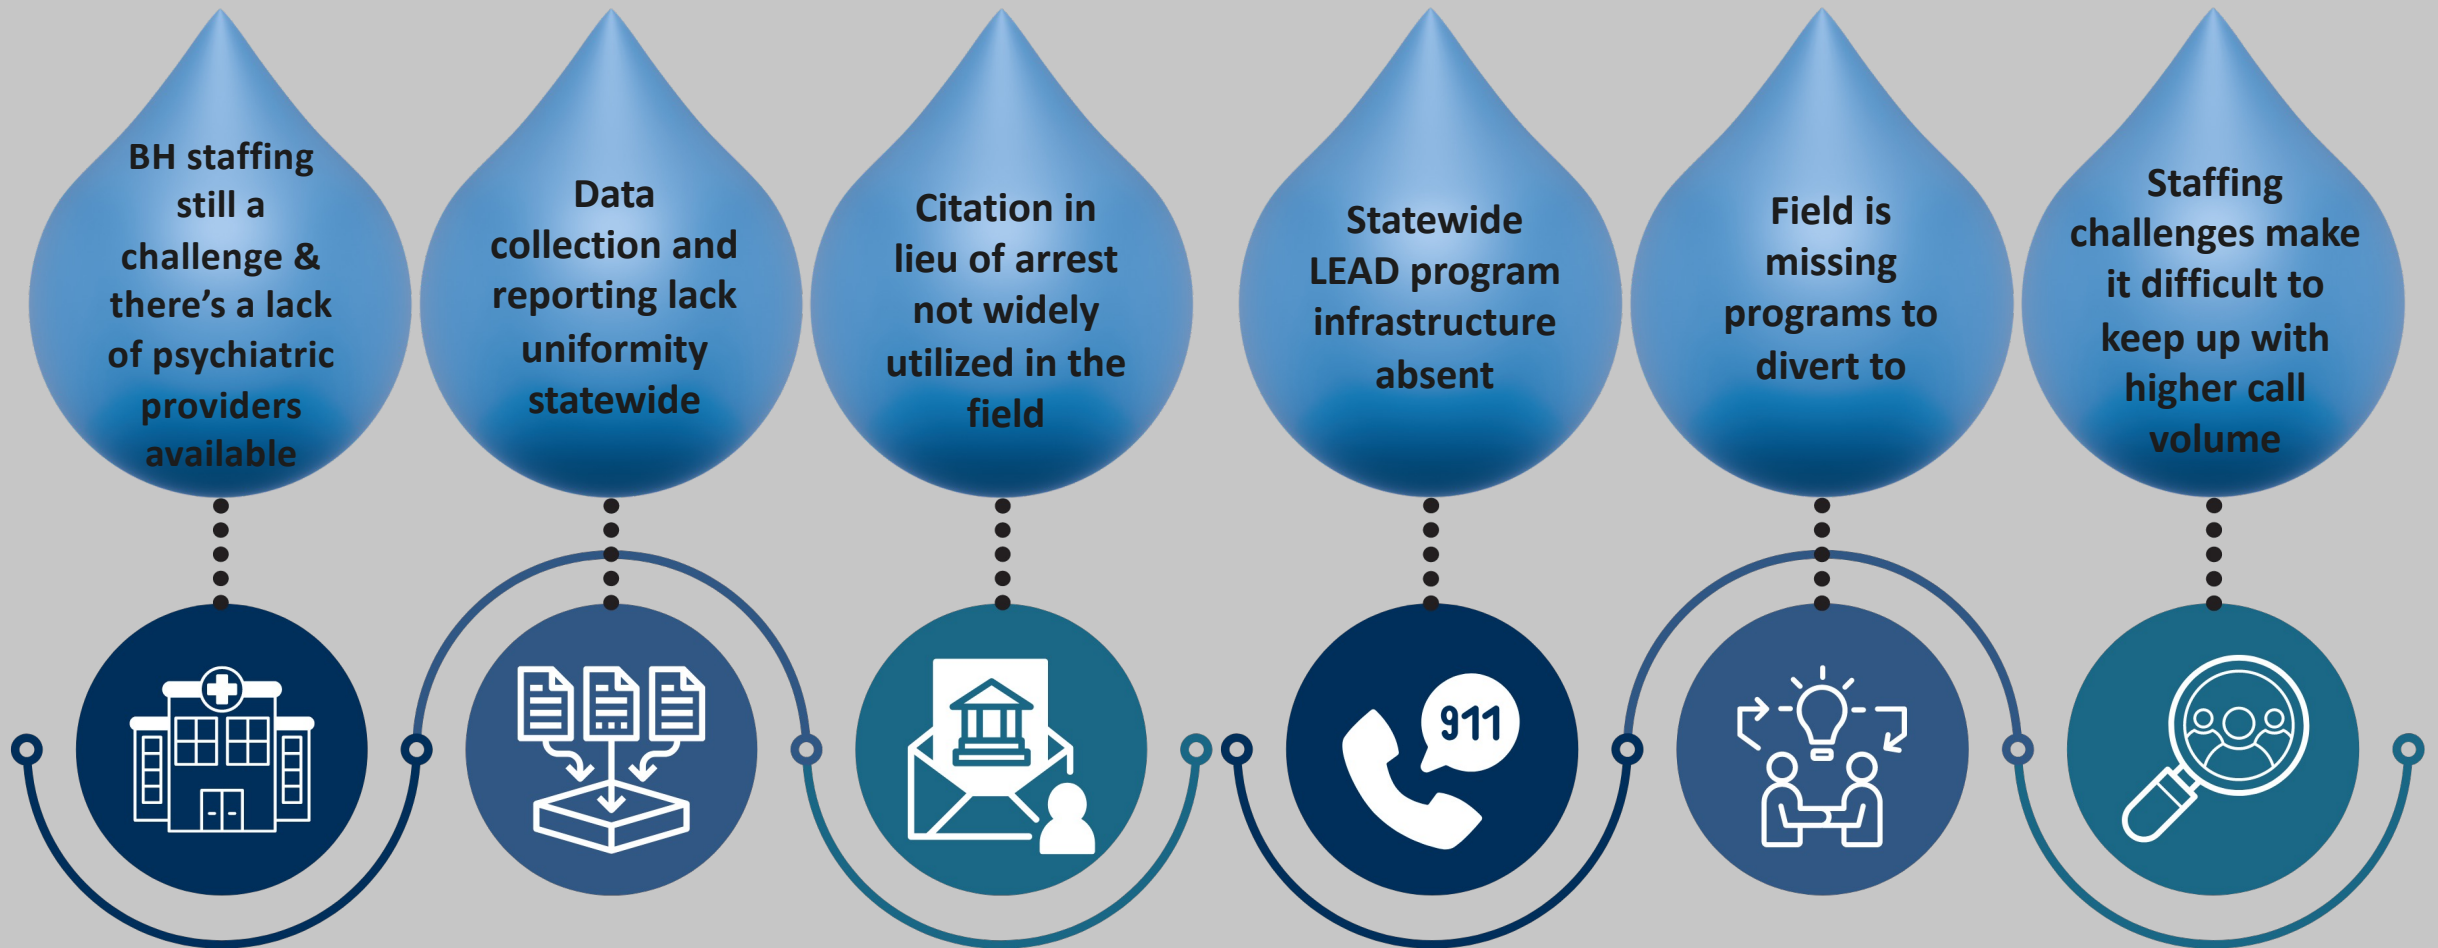 BH staffing
still a
challenge &
there’s a lack
of psychiatric
providers
available
Data
collection and
reporting lack
uniformity
statewide
Citation in
lieu of arrest
not widely
utilized in the
field
Statewide
LEAD program
infrastructure
absent
Field is
missing
programs to
divert to
Staffing
challenges make
it difficult to
keep up with
higher call
volume
911